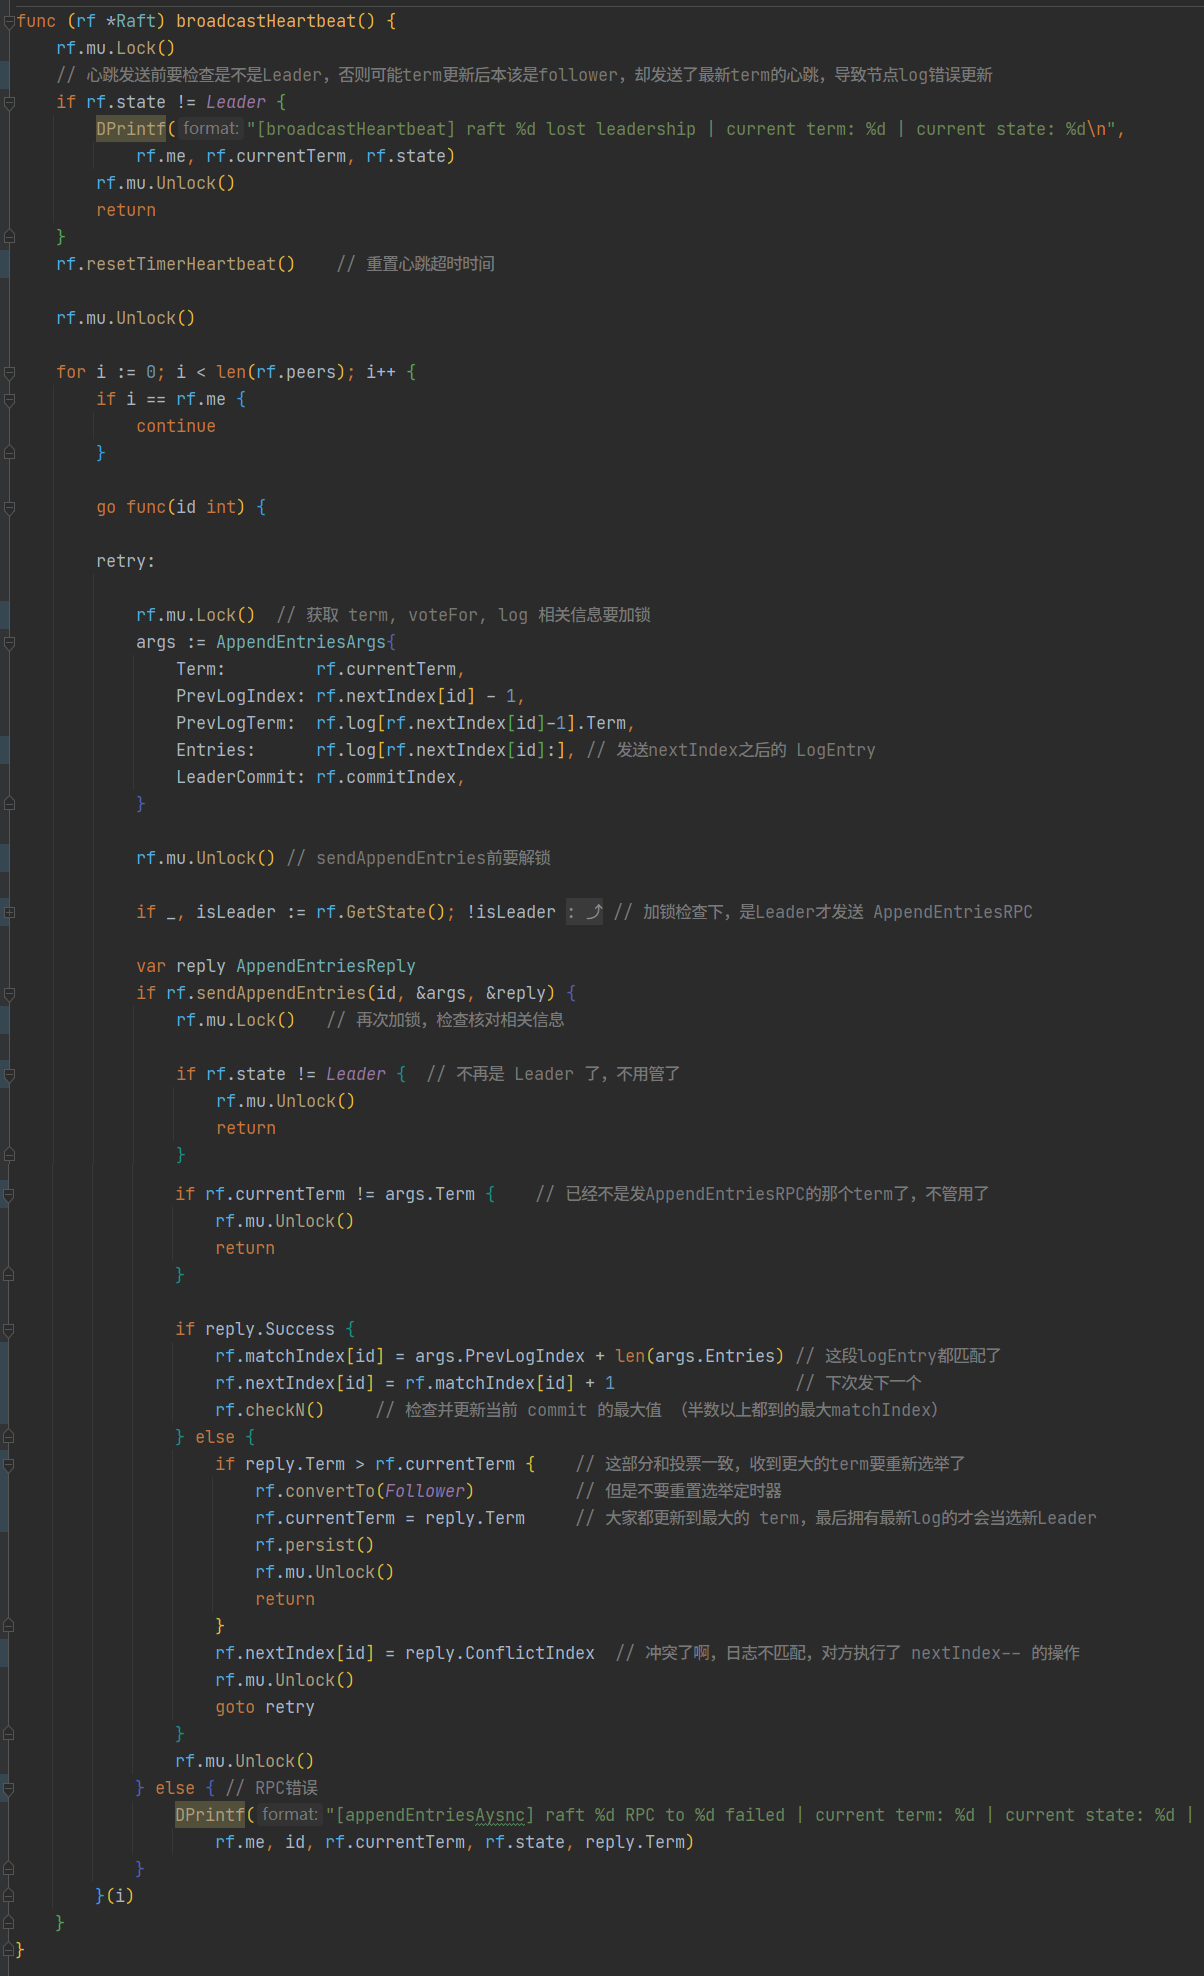 func (rf *Raft) broadcastHeartbeat() {
    rf.mu.Lock()
    // 心跳发送前要检查是不是Leader，否则可能term更新后本该是follower，却发送了最新term的心跳，导致节点log错误更新
    if rf.state != Leader {
        DPrintf( format: "[broadcastHeartbeat] raft %d lost leadership | current term: %d | current state: %d\n",
            rf.me, rf.currentTerm, rf.state)
        rf.mu.Unlock()
        return
    }
    rf.resetTimerHeartbeat()    // 重置心跳超时时间
    rf.mu.Unlock()
    for i := 0; i < len(rf.peers); i++ {
        if i == rf.me {
            continue
        }
        go func(id int) {
        retry:
            rf.mu.Lock()  // 获取 term, voteFor, log 相关信息要加锁
            args := AppendEntriesArgs{
                Term:         rf.currentTerm,
                PrevLogIndex: rf.nextIndex[id] - 1,
                PrevLogTerm:  rf.log[rf.nextIndex[id]-1].Term,
                Entries:      rf.log[rf.nextIndex[id]:], // 发送nextIndex之后的 LogEntry
                LeaderCommit: rf.commitIndex,
            }
            rf.mu.Unlock() // sendAppendEntries前要解锁
            if _, isLeader := rf.GetState(); !isLeader : ⤴ // 加锁检查下，是Leader才发送 AppendEntriesRPC
            var reply AppendEntriesReply
            if rf.sendAppendEntries(id, &args, &reply) {
                rf.mu.Lock()   // 再次加锁，检查核对相关信息
                if rf.state != Leader {  // 不再是 Leader 了，不用管了
                    rf.mu.Unlock()
                    return
                }
                if rf.currentTerm != args.Term {    // 已经不是发AppendEntriesRPC的那个term了，不管用了
                    rf.mu.Unlock()
                    return
                }
                if reply.Success {
                    rf.matchIndex[id] = args.PrevLogIndex + len(args.Entries) // 这段logEntry都匹配了
                    rf.nextIndex[id] = rf.matchIndex[id] + 1                  // 下次发下一个
                    rf.checkN()     // 检查并更新当前 commit 的最大值 （半数以上都到的最大matchIndex）
                } else {
                    if reply.Term > rf.currentTerm {    // 这部分和投票一致，收到更大的term要重新选举了
                        rf.convertTo(Follower)          // 但是不要重置选举定时器
                        rf.currentTerm = reply.Term     // 大家都更新到最大的 term，最后拥有最新log的才会当选新Leader
                        rf.persist()
                        rf.mu.Unlock()
                        return
                    }
                    rf.nextIndex[id] = reply.ConflictIndex  // 冲突了啊，日志不匹配，对方执行了 nextIndex-- 的操作
                    rf.mu.Unlock()
                    goto retry
                }
                rf.mu.Unlock()
            } else { // RPC错误
                DPrintf( format: "[appendEntriesAysnc] raft %d RPC to %d failed | current term: %d | current state: %d |
                    rf.me, id, rf.currentTerm, rf.state, reply.Term)
            }
        }(i)
    }
}